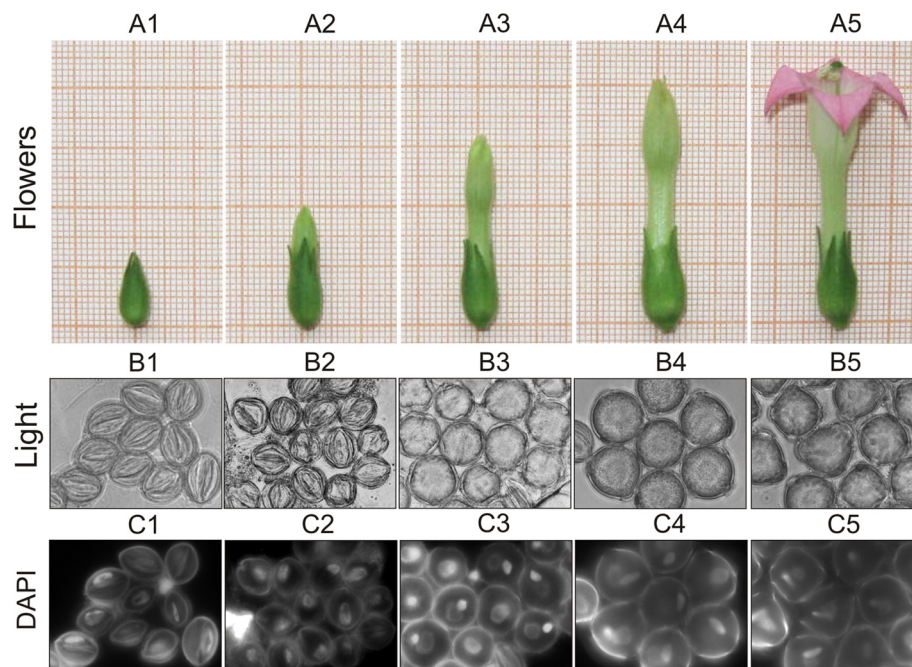 A1 A2 A3 A4 A5
Flowers
B1 B2 B3 B4 B5
Light
C1 C2 C3 C4 C5
DAPI